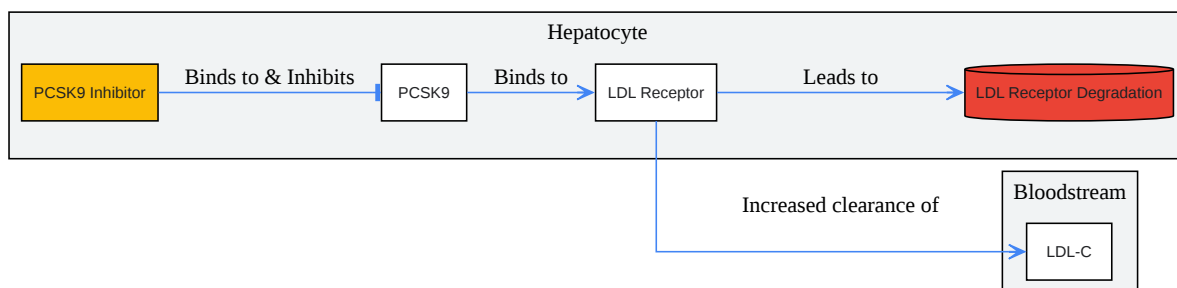 Hepatocyte
PCSK9 Inhibitor
Binds to & Inhibits
PCSK9
Binds to
LDL Receptor
Leads to
LDL Receptor Degradation
Increased clearance of
Bloodstream
LDL-C